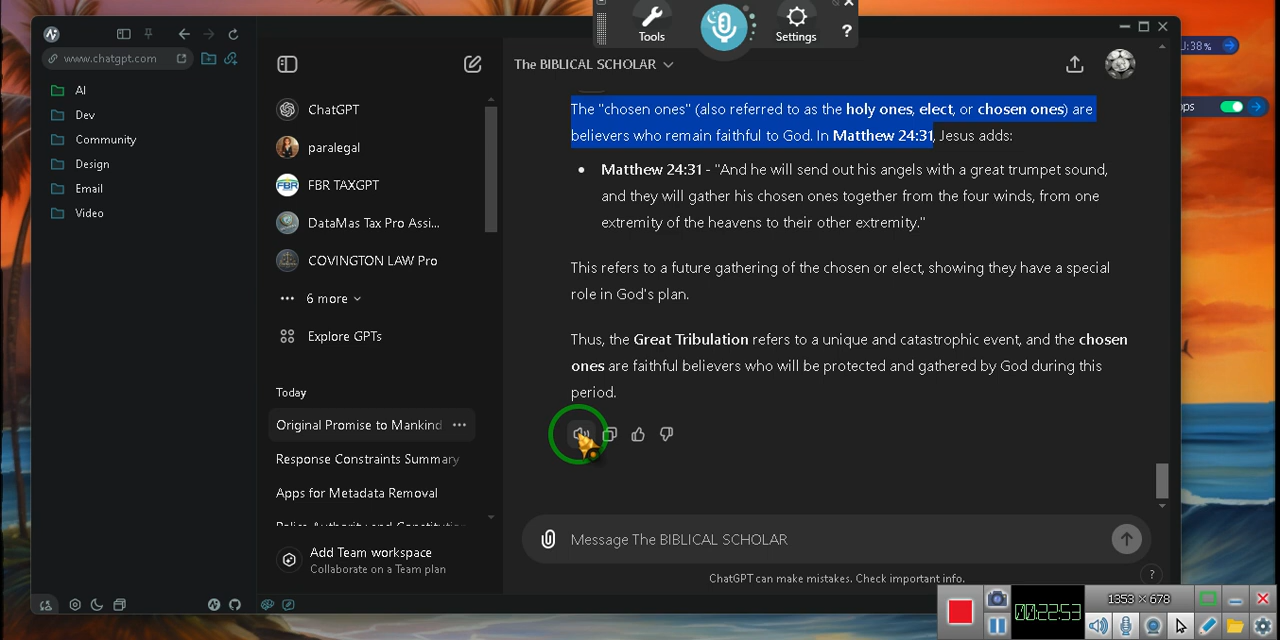 Tools
Settings
?
www.chatgpt.com
AI
Dev
Community
Design
Email
Video
ChatGPT
paralegal
FBR TAXGPT
DataMas Tax Pro Assi...
COVINGTON LAW Pro
6 more
Explore GPTs
Today
Original Promise to Mankind
Response Constraints Summary
Apps for Metadata Removal
Add Team workspace
Collaborate on a Team plan
The BIBLICAL SCHOLAR
The "chosen ones" (also referred to as the holy ones, elect, or chosen ones) are
believers who remain faithful to God. In Matthew 24:31, Jesus adds:
• Matthew 24:31 - "And he will send out his angels with a great trumpet sound,
and they will gather his chosen ones together from the four winds, from one
extremity of the heavens to their other extremity."
This refers to a future gathering of the chosen or elect, showing they have a special
role in God's plan.
Thus, the Great Tribulation refers to a unique and catastrophic event, and the chosen
ones are faithful believers who will be protected and gathered by God during this
period.
Message The BIBLICAL SCHOLAR
ChatGPT can make mistakes. Check important info.
?
J:38%
ops
1353 × 678
00:22:53